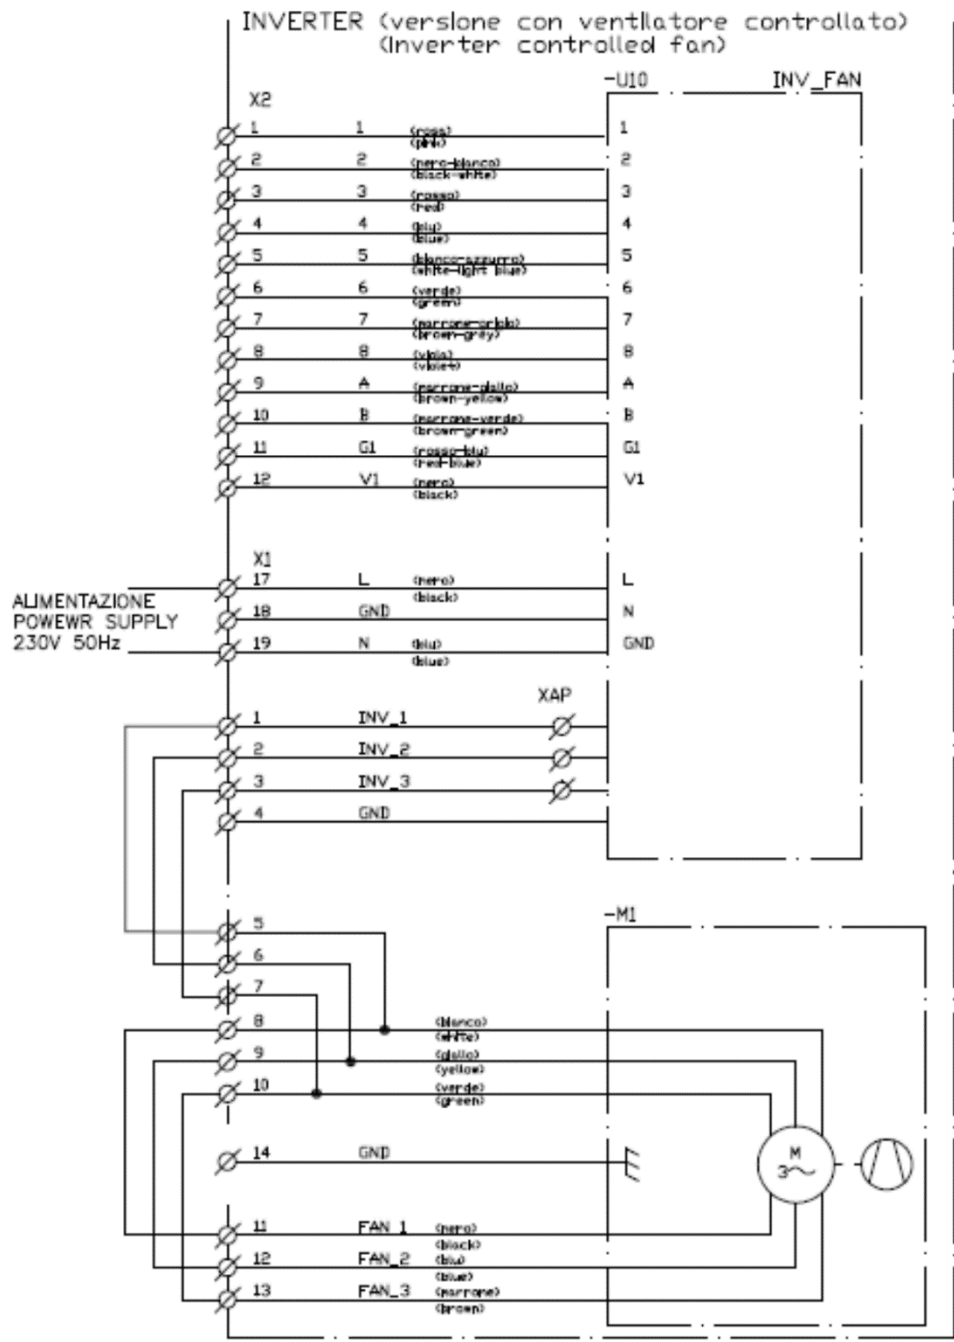 INVERTER (versione con ventilatore controllato)
(Inverter controlled fan)
-U10 INV_FAN
X2
1 1 (rosa) 1
(pink)
2 2 (nero-bianco) 2
(black-white)
3 3 (rosso) 3
(red)
4 4 (blu) 4
(blue)
5 5 (bianco-azzurro) 5
(white-light blue)
6 6 (verde) 6
(green)
7 7 (marrone-grigio) 7
(brown-grey)
8 8 (viola) 8
(violet)
9 A (marrone-giallo) A
(brown-yellow)
10 B (marrone-verde) B
(brown-green)
11 G1 (rosso-blu) G1
(red-blue)
12 V1 (nero) V1
(black)
X1
17 L (nero) L
(black)
ALIMENTAZIONE
POWEWR SUPPLY
230V 50Hz
18 GND N
19 N (blu) GND
(blue)
XAP
1 INV_1
2 INV_2
3 INV_3
4 GND
-M1
5
6
7
8 (bianco)
(white)
9 (giallo)
(yellow)
10 (verde)
(green)
14 GND
M
3~
11 FAN_1 (nero)
(black)
12 FAN_2 (blu)
(blue)
13 FAN_3 (marrone)
(brown)